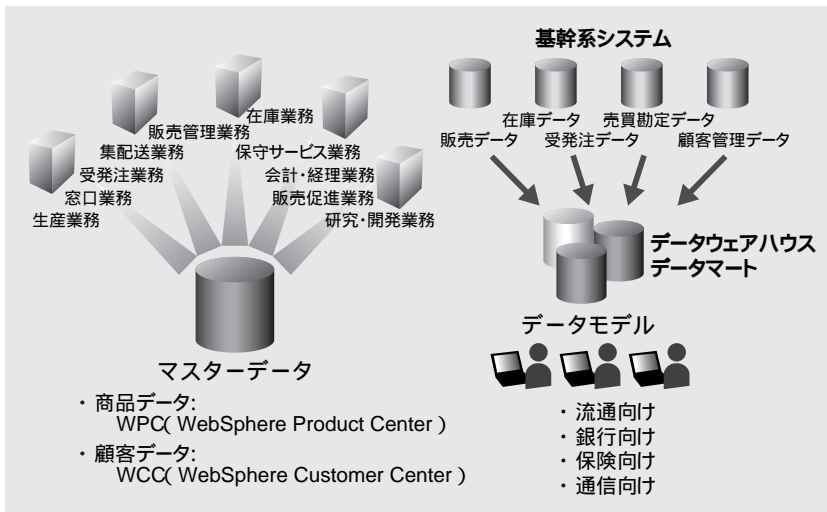 販売管理業務
在庫業務
集配送業務
保守サービス業務
受発注業務
会計・経理業務
窓口業務
販売促進業務
生産業務
研究・開発業務
マスターデータ
・商品データ:
WPC( WebSphere Product Center )
・顧客データ:
WCC( WebSphere Customer Center )
基幹系システム
在庫データ 売買勘定データ
販売データ 受発注データ 顧客管理データ
データウェアハウス
データマート
データモデル
・流通向け
・銀行向け
・保険向け
・通信向け